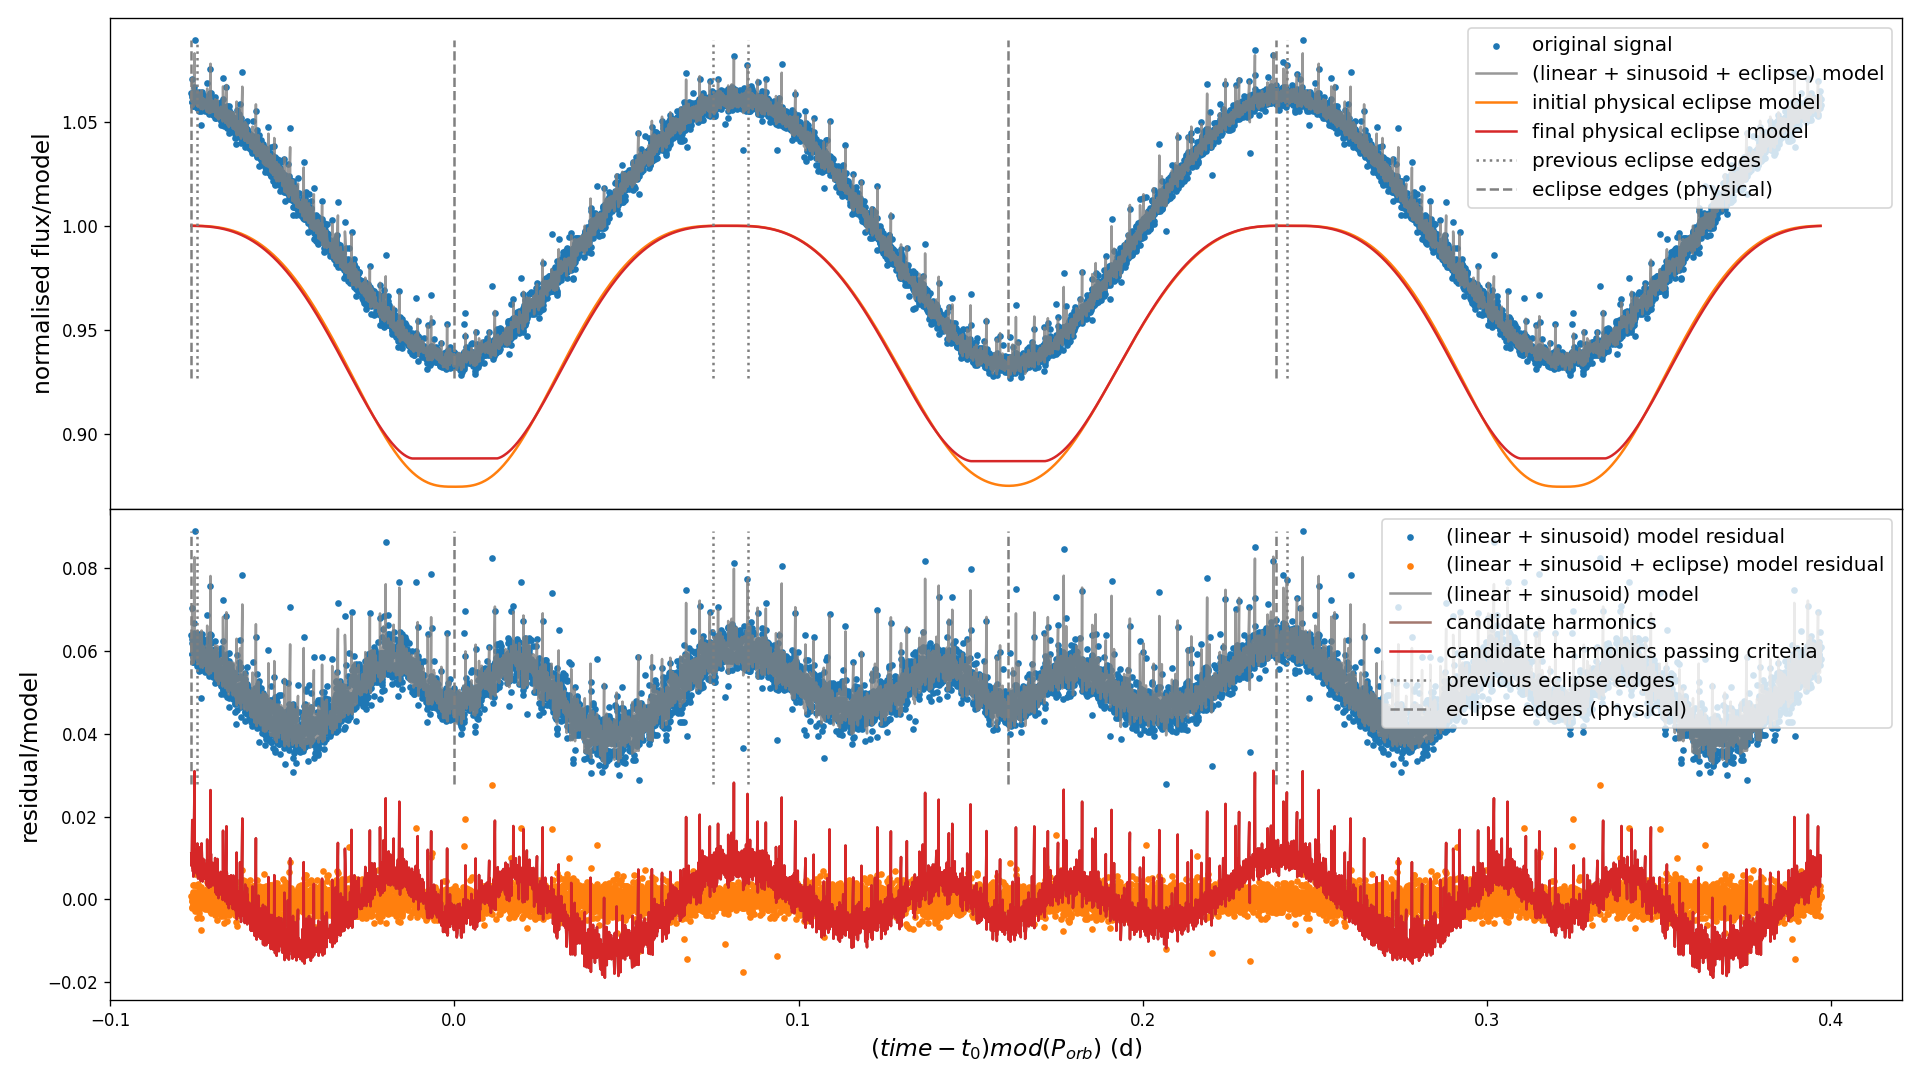 normalised flux/model
1.05
1.00
0.95
0.90
original signal
(linear + sinusoid + eclipse) model
initial physical eclipse model
final physical eclipse model
previous eclipse edges
eclipse edges (physical)
residual/model
0.08
0.06
0.04
0.02
0.00
−0.02
(linear + sinusoid) model residual
(linear + sinusoid + eclipse) model residual
(linear + sinusoid) model
candidate harmonics
candidate harmonics passing criteria
previous eclipse edges
eclipse edges (physical)
−0.1
0.0
0.1
0.2
0.3
0.4
(time − t₀)mod(Pₒᵣb) (d)